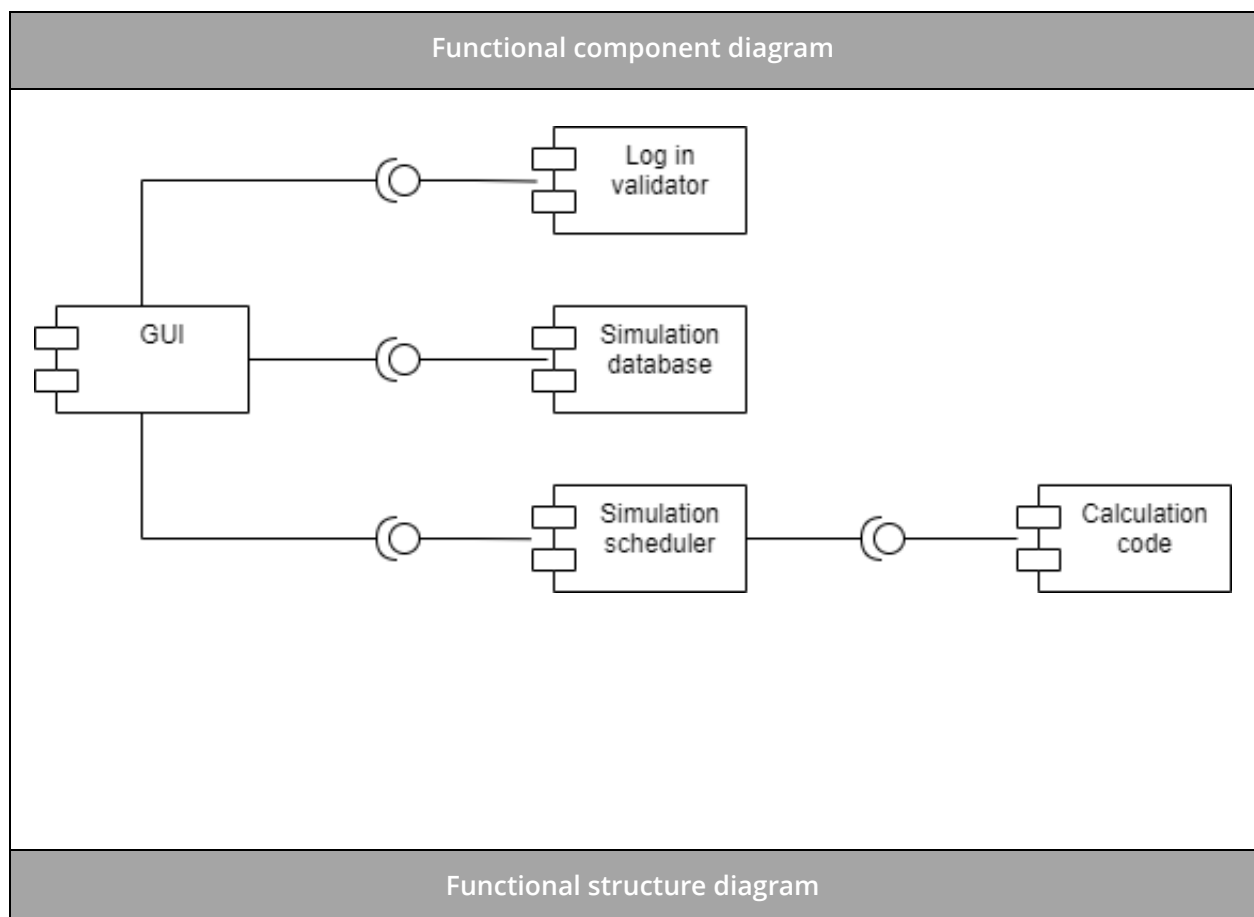 Functional component diagram
Log in
validator
GUI
Simulation
database
Simulation
scheduler
Calculation
code
Functional structure diagram